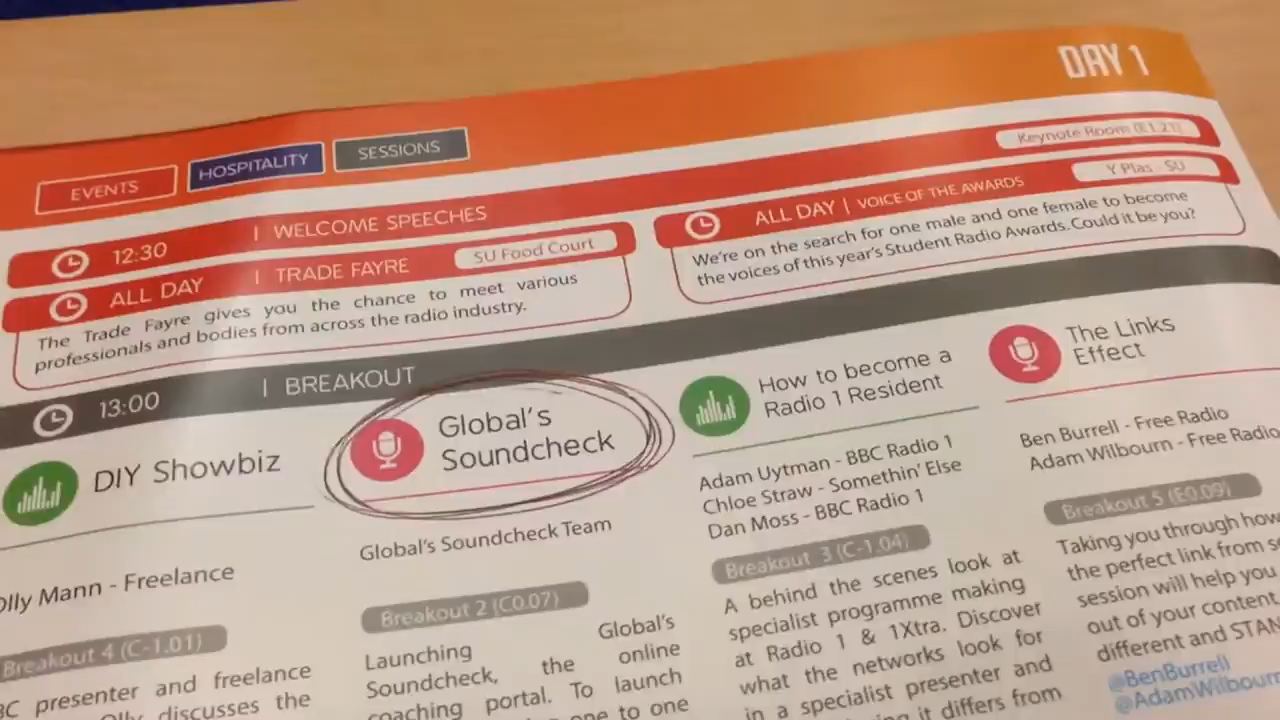 DAY 1
EVENTS
HOSPITALITY
SESSIONS
12:30 | WELCOME SPEECHES
Keynote Room (E1.21)
ALL DAY | TRADE FAYRE
SU Food Court
The Trade Fayre gives you the chance to meet various
professionals and bodies from across the radio industry.
ALL DAY | VOICE OF THE AWARDS
Y Plas - SU
We're on the search for one male and one female to become
the voices of this year's Student Radio Awards. Could it be you?
13:00 | BREAKOUT
DIY Showbiz
Olly Mann - Freelance
Breakout 4 (C-1.01)
presenter and freelance
Olly discusses the
Global's
Soundcheck
Global's Soundcheck Team
Breakout 2 (C0.07)
Launching Global's
Soundcheck, the online
coaching portal. To launch
one to one
How to become a
Radio 1 Resident
Adam Uytman - BBC Radio 1
Chloe Straw - Somethin' Else
Dan Moss - BBC Radio 1
Breakout 3 (C-1.04)
A behind the scenes look at
specialist programme making
at Radio 1 & 1Xtra. Discover
what the networks look for
in a specialist presenter and
it differs from
The Links
Effect
Ben Burrell - Free Radio
Adam Wilbourn - Free Radio
Breakout 5 (E0.09)
Taking you through how
the perfect link from
session will help you
out of your content
different and
@BenBurrell
@AdamWilbourn